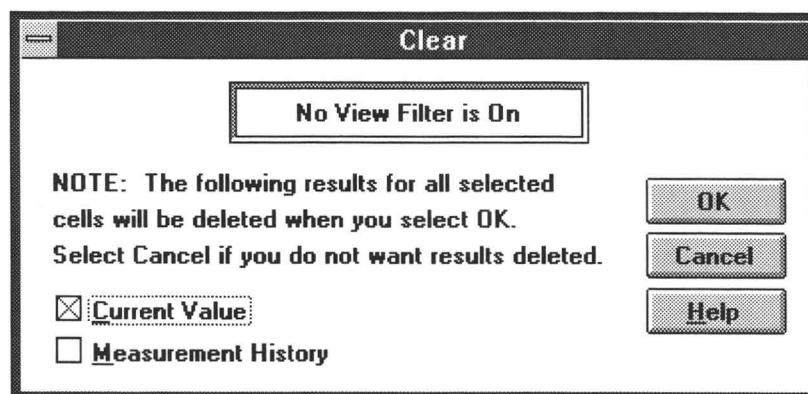 Clear
No View Filter is On
NOTE: The following results for all selected
cells will be deleted when you select OK.
Select Cancel if you do not want results deleted.
Current Value
Measurement History
OK
Cancel
Help